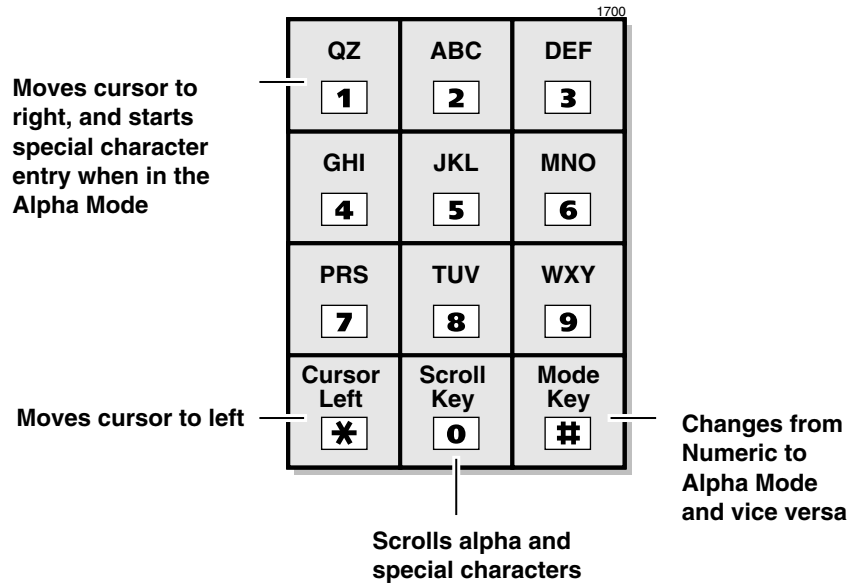 1700
QZ ABC DEF
1 2 3
Moves cursor to
right, and starts
special character
entry when in the
Alpha Mode
GHI JKL MNO
4 5 6
PRS TUV WXY
7 8 9
Cursor Scroll Mode
Left Key Key
* 0 #
Moves cursor to left
Changes from
Numeric to
Alpha Mode
and vice versa
Scrolls alpha and
special characters